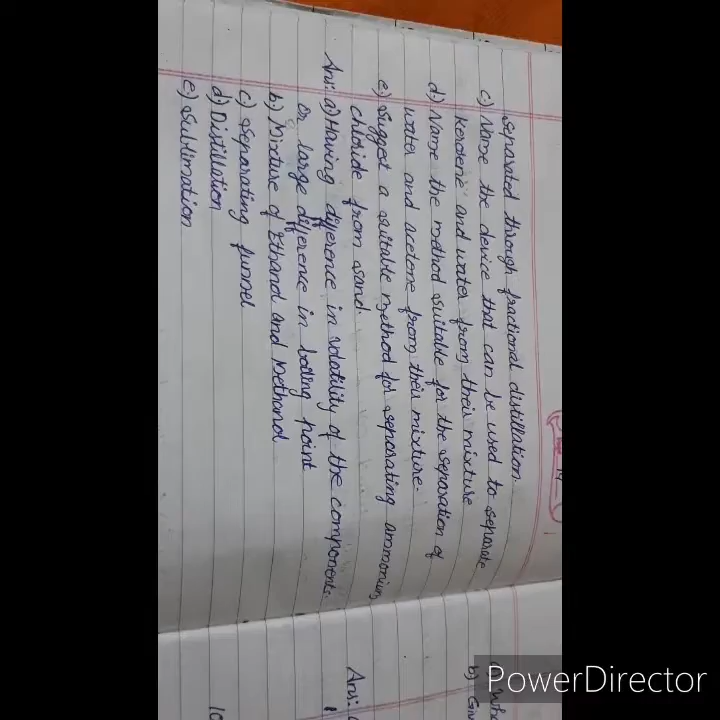 separated through fractional distillation.
c.) Name the device that can be used to separate
kerosene and water from their mixture
d.) Name the method suitable for the separation of
water and acetone from their mixture.
e.) Suggest a suitable method for separating ammonium
chloride from sand.
Ans: a.) Having difference in volatility of the components.
or large difference in boiling point
b.) Mixture of Ethanol and Methanol
c.) Separating funnel
d.) Distillation
e.) Sublimation
b)
Ans:
PowerDirector